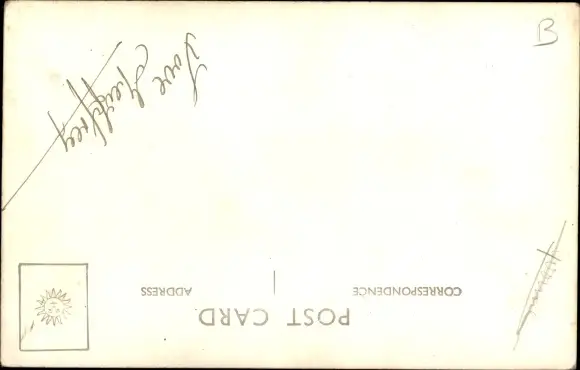 B
Love Geoffrey
CORRESPONDENCE
ADDRESS
POST CARD